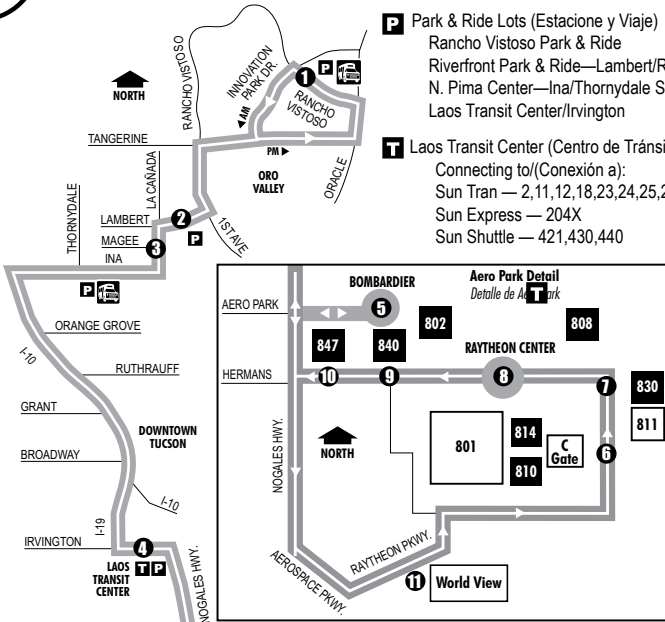 P Park & Ride Lots (Estacione y Viaje)
Rancho Vistoso Park & Ride
Riverfront Park & Ride—Lambert/
N. Pima Center—Ina/Thornydale
Laos Transit Center/Irvington
T Laos Transit Center (Centro de
Connecting to/(Conexión a):
Sun Tran — 2,11,12,18,23,24,25,
Sun Express — 204X
Sun Shuttle — 421,430,440
NORTH
RANCHO VISTOSO
INNOVATION
PARK DR.
1
P
RANCHO
VISTOSO
AM
PM
TANGERINE
ORO
VALLEY
ORACLE
THORNYDALE
LA CAÑADA
LAMBERT
2
P
1ST AVE
MAGEE
3
INA
P
ORANGE GROVE
I-10
RUTHRAUFF
GRANT
DOWNTOWN
TUCSON
BROADWAY
I-10
I-19
IRVINGTON
4
T P
LAOS
TRANSIT
CENTER
NOGALES HWY.
Aero Park Detail
Detalle de
T
BOMBARDIER
AERO PARK
5
802
808
847
840
RAYTHEON CENTER
HERMANS
10
9
8
7
830
811
NOGALES HWY.
NORTH
801
814
810
C
Gate
6
RAYTHEON PKWY.
AEROSPACE PKWY.
11
World View